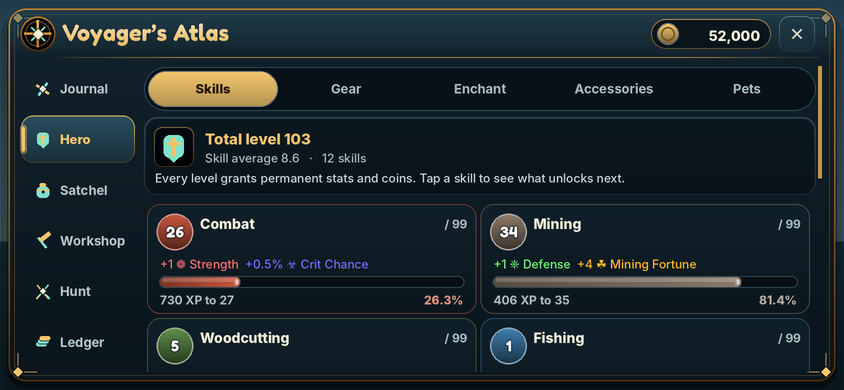 Voyager's Atlas
52,000
Journal
Hero
Satchel
Workshop
Hunt
Ledger
Skills Gear Enchant Accessories Pets
Total level 103
Skill average 8.6 · 12 skills
Every level grants permanent stats and coins. Tap a skill to see what unlocks next.
26 Combat / 99
+1 ❁ Strength +0.5% ☣ Crit Chance
730 XP to 27 26.3%
34 Mining / 99
+1 ❈ Defense +4 ☘ Mining Fortune
406 XP to 35 81.4%
5 Woodcutting / 99
1 Fishing / 99